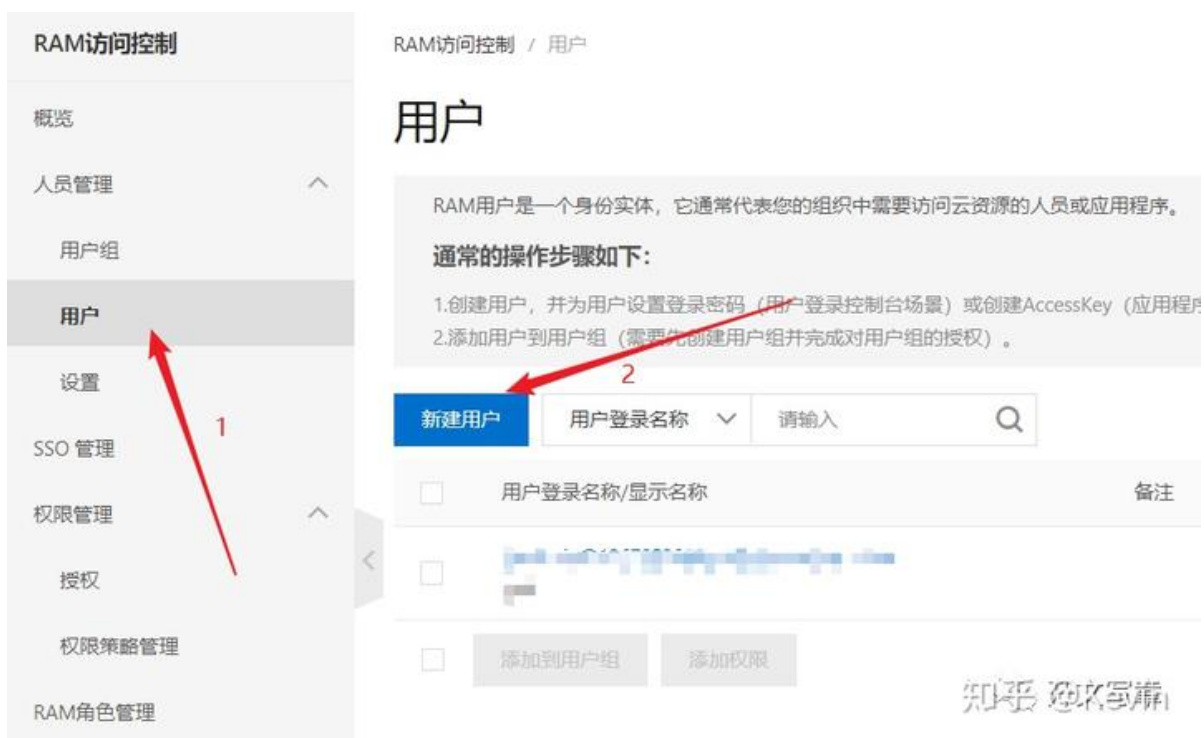 RAM访问控制
概览
人员管理
用户组
用户
设置
SSO 管理
权限管理
授权
权限策略管理
RAM角色管理
RAM访问控制 / 用户
用户
RAM用户是一个身份实体，它通常代表您的组织中需要访问云资源的人员或应用程序。
通常的操作步骤如下：
1.创建用户，并为用户设置登录密码（用户登录控制台场景）或创建AccessKey（应用程序
2.添加用户到用户组（需要先创建用户组并完成对用户组的授权）。
1
2
新建用户 用户登录名称 请输入
用户登录名称/显示名称 备注
添加到用户组 添加权限
知乎